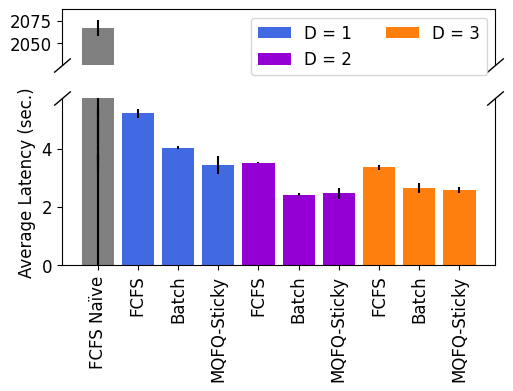 2075
2050
D = 1
D = 2
D = 3
Average Latency (sec.)
4
2
0
FCFS Naïve
FCFS
Batch
MQFQ-Sticky
FCFS
Batch
MQFQ-Sticky
FCFS
Batch
MQFQ-Sticky